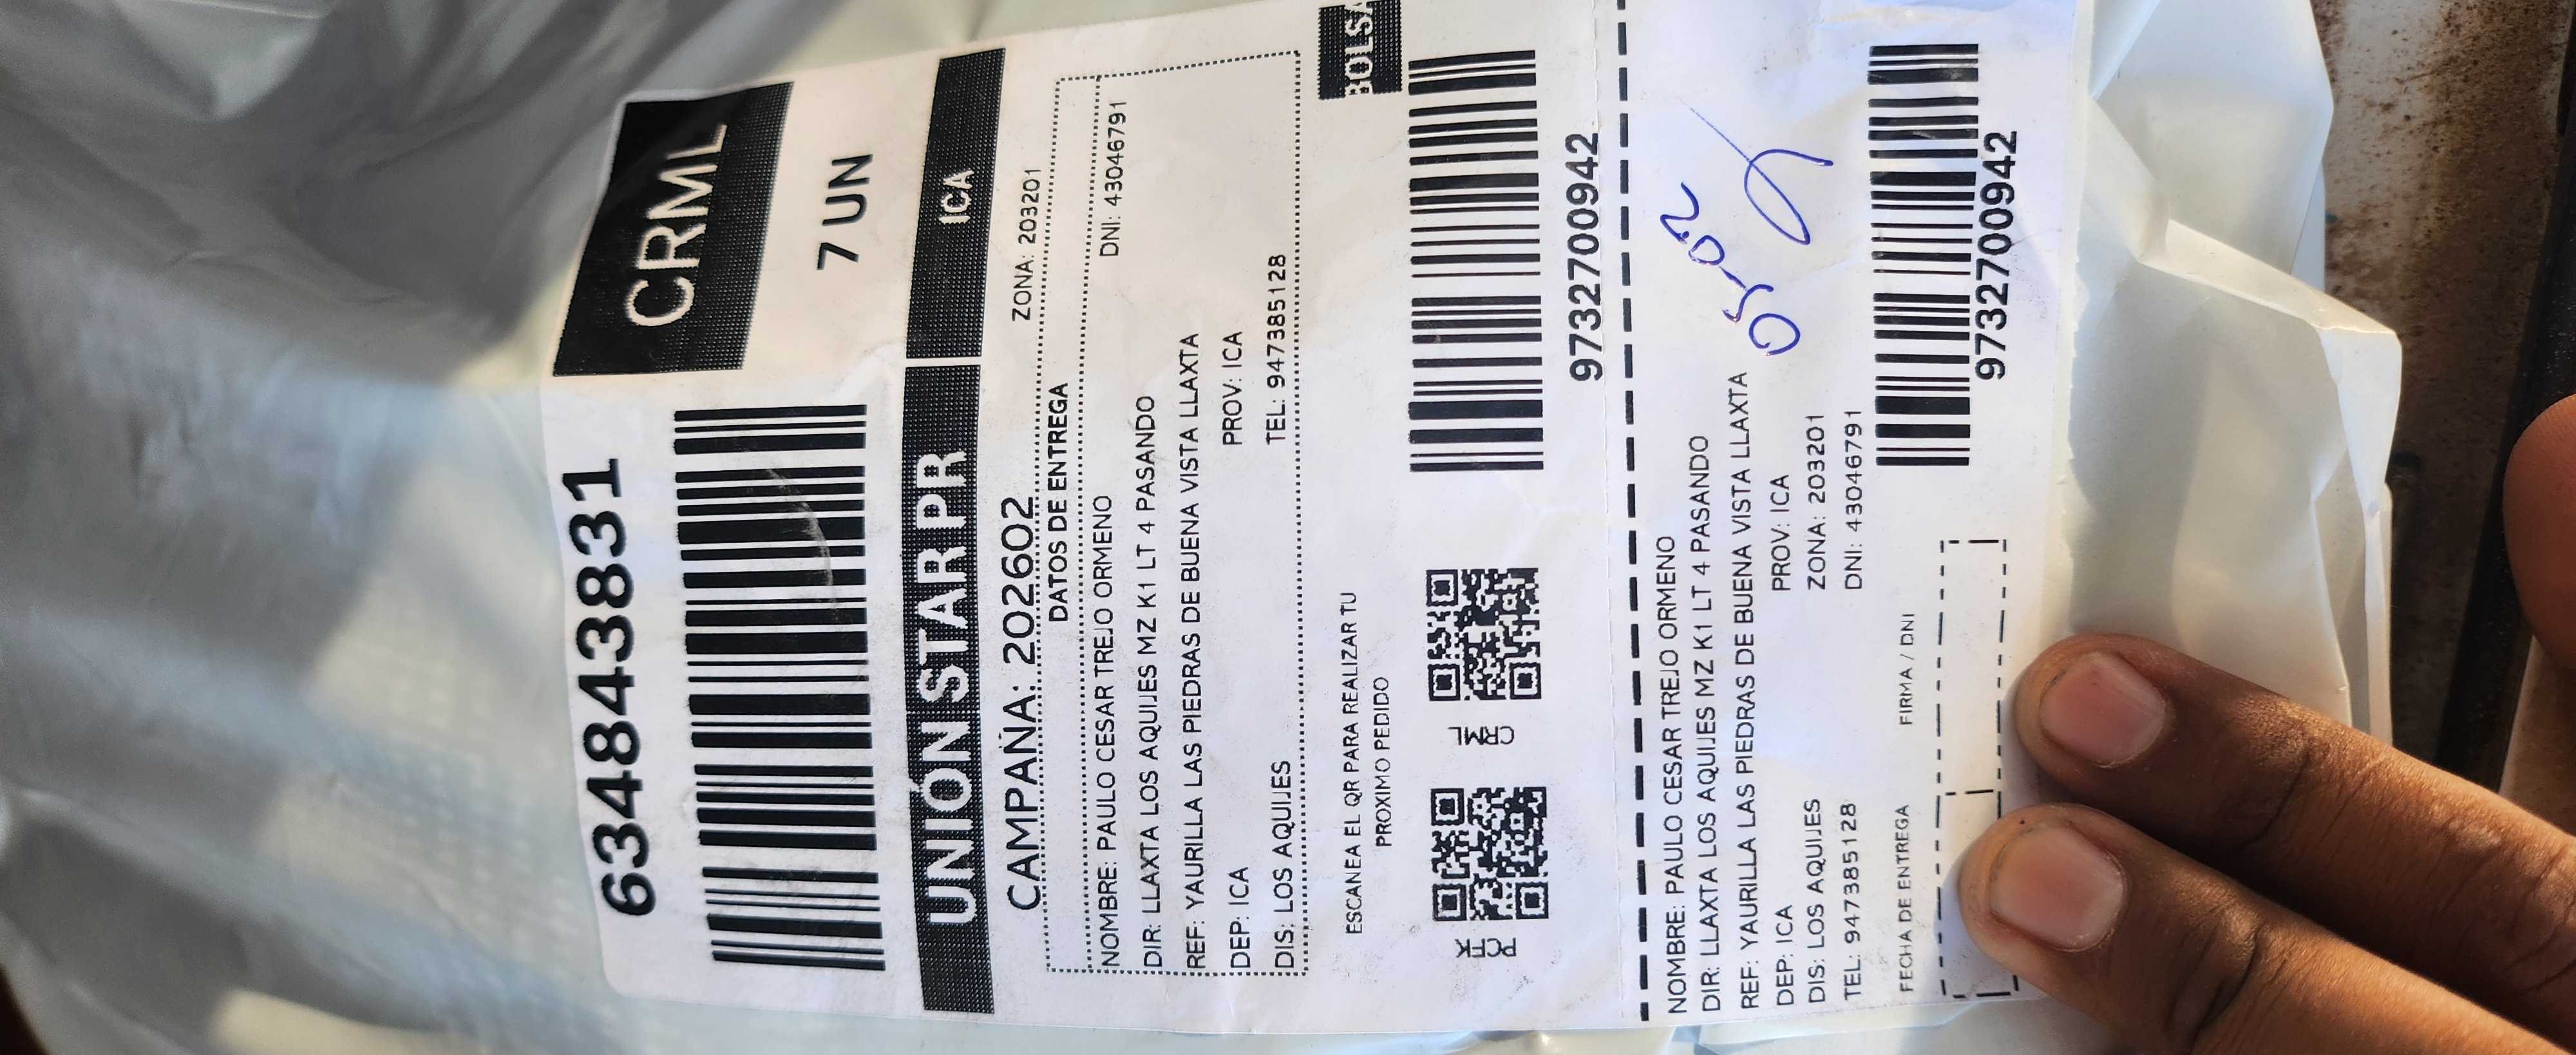 634843831
CRML
7 UN
UNIÓN STAR PR
ICA
CAMPAÑA: 202602
ZONA: 203201
DATOS DE ENTREGA
NOMBRE: PAULO CESAR TREJO ORMENO
DNI: 43046791
DIR: LLAXTA LOS AQUIJES MZ K1 LT 4 PASANDO
REF: YAURILLA LAS PIEDRAS DE BUENA VISTA LLAXTA
DEP: ICA
PROV: ICA
DIS: LOS AQUIJES
TEL: 947385128
BOLSA
ESCANEA EL QR PARA REALIZAR TU
PROXIMO PEDIDO
PCTK
CRML
9732700942
NOMBRE: PAULO CESAR TREJO ORMENO
DIR: LLAXTA LOS AQUIJES MZ K1 LT 4 PASANDO
REF: YAURILLA LAS PIEDRAS DE BUENA VISTA LLAXTA
DEP: ICA
PROV: ICA
DIS: LOS AQUIJES
ZONA: 203201
TEL: 947385128
DNI: 43046791
05-02
FECHA DE ENTREGA
FIRMA / DNI
9732700942